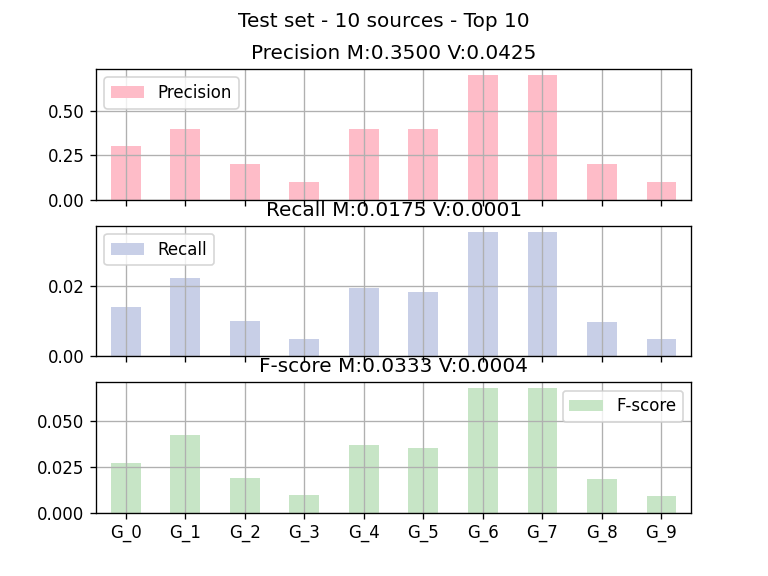 Test set - 10 sources - Top 10
Precision M:0.3500 V:0.0425
Precision
0.50
0.25
0.00
Recall M:0.0175 V:0.0001
Recall
0.02
0.00
F-score M:0.0333 V:0.0004
F-score
0.050
0.025
0.000
G_0 G_1 G_2 G_3 G_4 G_5 G_6 G_7 G_8 G_9